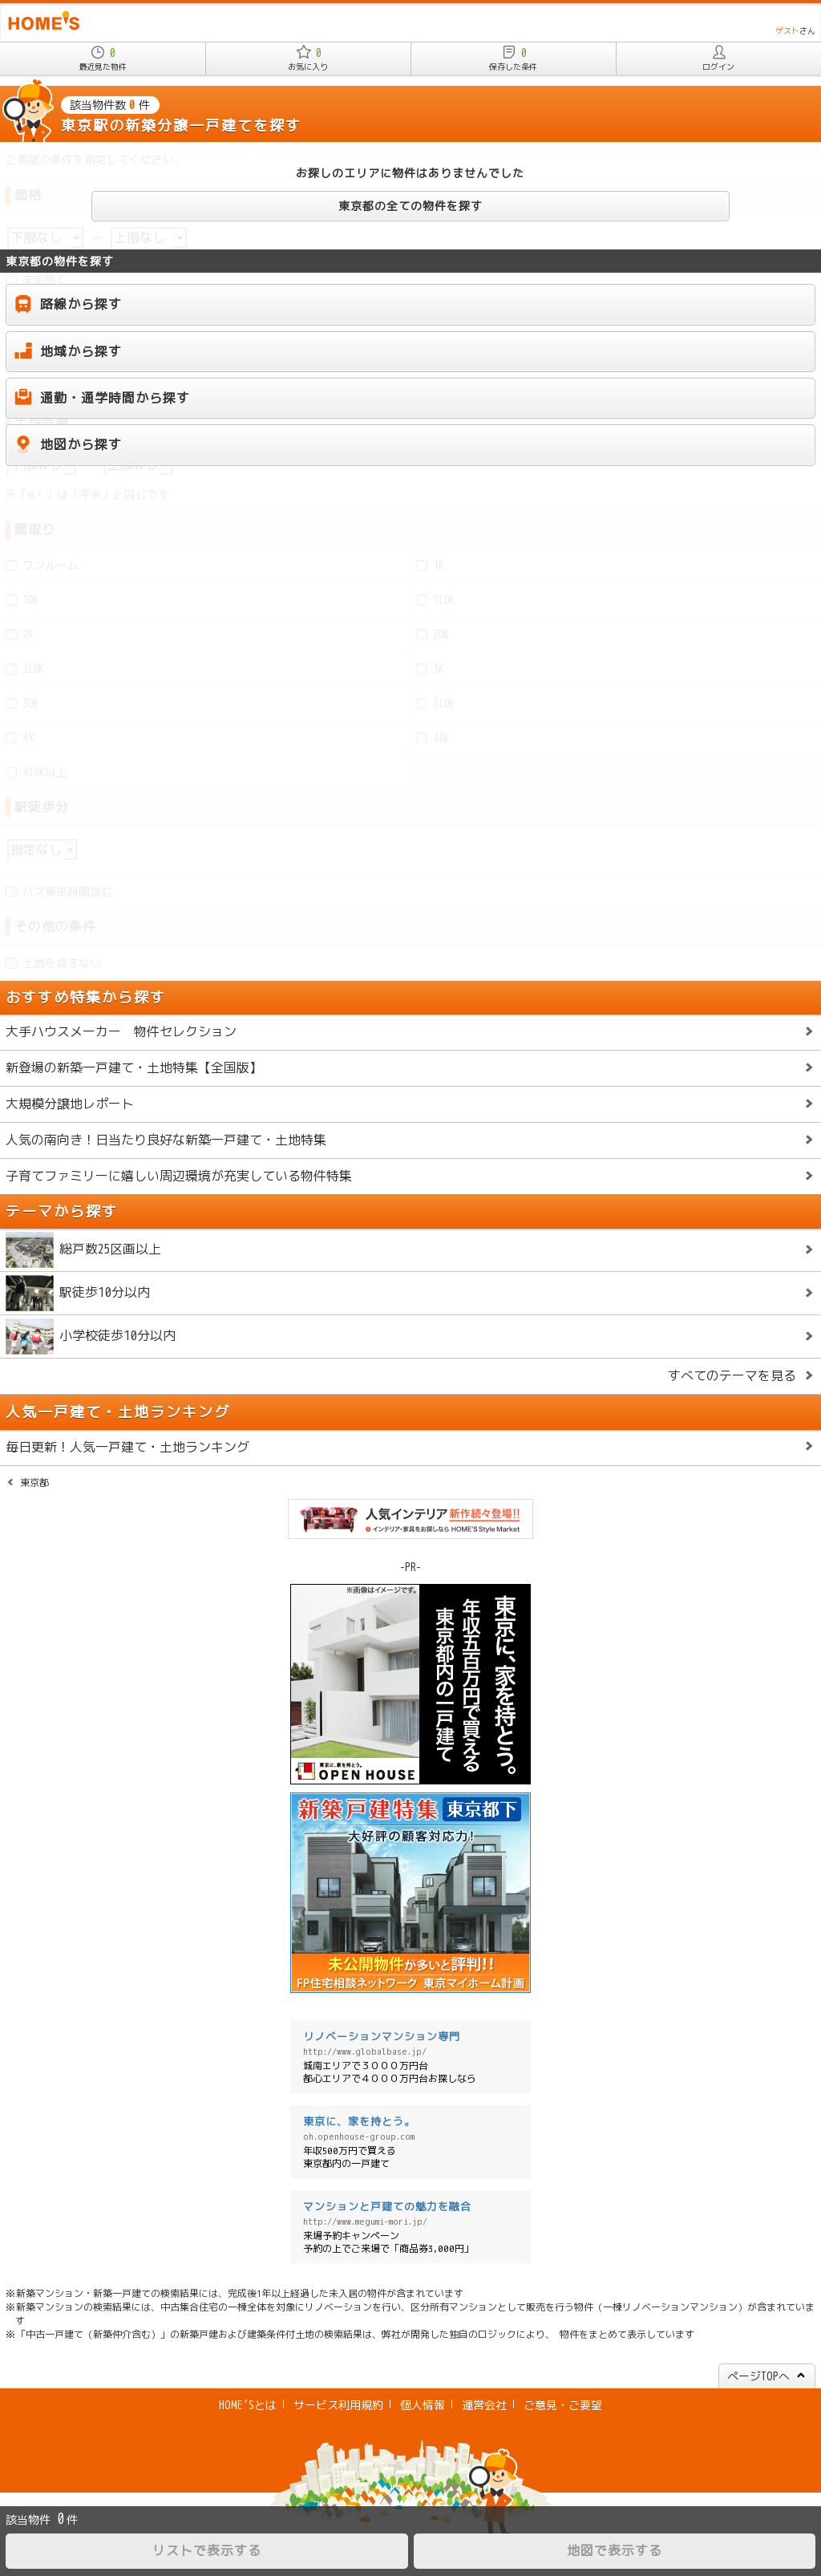 HOME'S
ゲストさん
0
最近見た物件
0
お気に入り
0
保存した条件
ログイン
該当物件数 0 件
東京駅の新築分譲一戸建てを探す
ご希望の条件を指定してください。
お探しのエリアに物件はありませんでした
価格
東京都の全ての物件を探す
下限なし ～ 上限なし
東京都の物件を探す
未定除く
路線から探す
地域から探す
通勤・通学時間から探す
地図から探す
※「m²」は「平米」と同じです
間取り
ワンルーム
1K
1DK
1LDK
2K
2DK
2LDK
3K
3DK
3LDK
4K
4DK
4LDK以上
駅徒歩分
指定なし
バス乗車時間含む
その他の条件
土地を含まない
おすすめ特集から探す
大手ハウスメーカー　物件セレクション
新登場の新築一戸建て・土地特集【全国版】
大規模分譲地レポート
人気の南向き！日当たり良好な新築一戸建て・土地特集
子育てファミリーに嬉しい周辺環境が充実している物件特集
テーマから探す
総戸数25区画以上
駅徒歩10分以内
小学校徒歩10分以内
すべてのテーマを見る
人気一戸建て・土地ランキング
毎日更新！人気一戸建て・土地ランキング
東京都
人気インテリア 新作続々登場!!
インテリア・家具をお探しなら HOME'S Style Market
-PR-
※画像はイメージです。
東京に、家を持とう。
年収五百万円で買える
東京都内の一戸建て
東京に、家を持とう。
OPEN HOUSE
新築戸建特集 東京都下
大好評の顧客対応力!
未公開物件が多いと評判!!
FP住宅相談ネットワーク 東京マイホーム計画
リノベーションマンション専門
http://www.globalbase.jp/
城南エリアで３０００万円台
都心エリアで４０００万円台お探しなら
東京に、家を持とう。
oh.openhouse-group.com
年収500万円で買える
東京都内の一戸建て
マンションと戸建ての魅力を融合
http://www.megumi-mori.jp/
来場予約キャンペーン
予約の上でご来場で「商品券3,000円」
※新築マンション・新築一戸建ての検索結果には、完成後1年以上経過した未入居の物件が含まれています
※新築マンションの検索結果には、中古集合住宅の一棟全体を対象にリノベーションを行い、区分所有マンションとして販売を行う物件（一棟リノベーションマンション）が含まれていま
す
※「中古一戸建て（新築仲介含む）」の新築戸建および建築条件付土地の検索結果は、弊社が開発した独自のロジックにより、 物件をまとめて表示しています
ページTOPへ
HOME'Sとは
サービス利用規約
個人情報
運営会社
ご意見・ご要望
該当物件 0 件
リストで表示する
地図で表示する